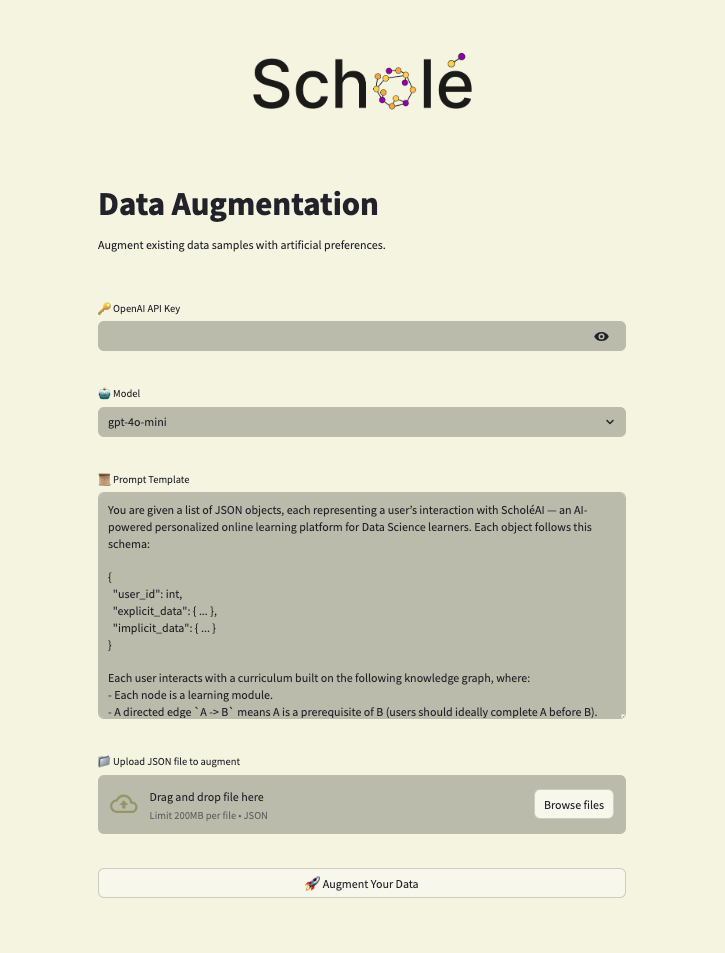 Scholé
Data Augmentation
Augment existing data samples with artificial preferences.
🔑 OpenAI API Key
🤖 Model
gpt-4o-mini
📜 Prompt Template
You are given a list of JSON objects, each representing a user’s interaction with ScholéAI — an AI-
powered personalized online learning platform for Data Science learners. Each object follows this
schema:
{
"user_id": int,
"explicit_data": { ... },
"implicit_data": { ... }
}
Each user interacts with a curriculum built on the following knowledge graph, where:
- Each node is a learning module.
- A directed edge `A -> B` means A is a prerequisite of B (users should ideally complete A before B).
📁 Upload JSON file to augment
Drag and drop file here
Limit 200MB per file • JSON
Browse files
🚀 Augment Your Data